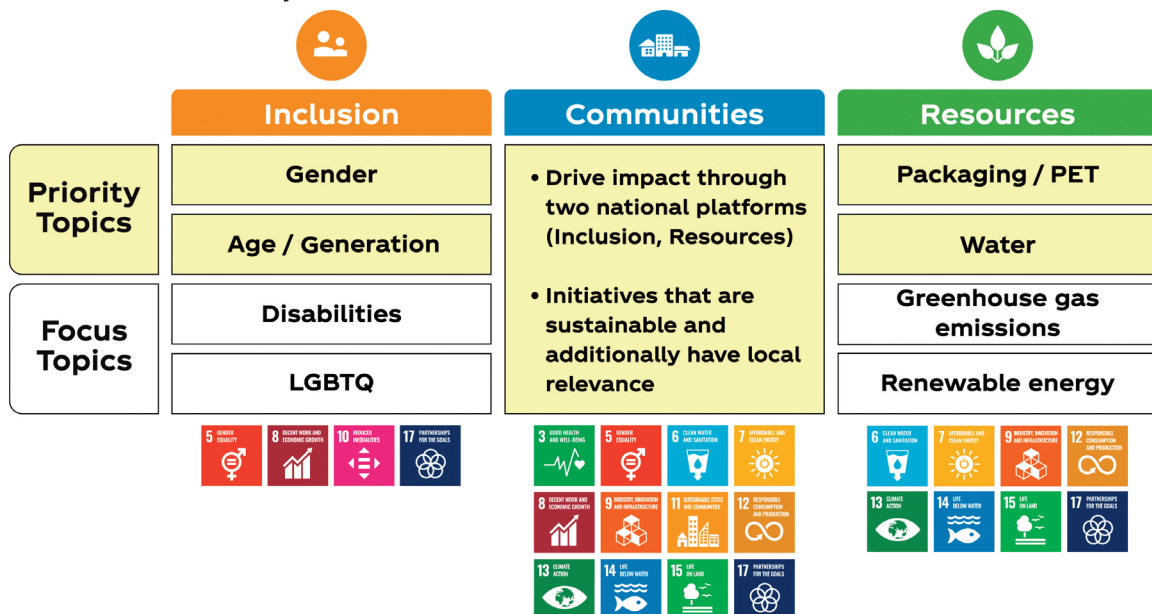 Inclusion
Communities
Resources
Priority
Topics
Gender
Age / Generation
• Drive impact through
two national platforms
(Inclusion, Resources)
• Initiatives that are
sustainable and
additionally have local
relevance
Packaging / PET
Water
Focus
Topics
Disabilities
LGBTQ
Greenhouse gas
emissions
Renewable energy
5 GENDER
EQUALITY
8 DECENT WORK AND
ECONOMIC GROWTH
10 REDUCED
INEQUALITIES
17 PARTNERSHIPS
FOR THE GOALS
3 GOOD HEALTH
AND WELL-BEING
5 GENDER
EQUALITY
6 CLEAN WATER
AND SANITATION
7 AFFORDABLE AND
CLEAN ENERGY
8 DECENT WORK AND
ECONOMIC GROWTH
9 INDUSTRY, INNOVATION
AND INFRASTRUCTURE
11 SUSTAINABLE CITIES
AND COMMUNITIES
12 RESPONSIBLE
CONSUMPTION
AND PRODUCTION
13 CLIMATE
ACTION
14 LIFE
BELOW WATER
15 LIFE
ON LAND
17 PARTNERSHIPS
FOR THE GOALS
6 CLEAN WATER
AND SANITATION
7 AFFORDABLE AND
CLEAN ENERGY
9 INDUSTRY, INNOVATION
AND INFRASTRUCTURE
12 RESPONSIBLE
CONSUMPTION
AND PRODUCTION
13 CLIMATE
ACTION
14 LIFE
BELOW WATER
15 LIFE
ON LAND
17 PARTNERSHIPS
FOR THE GOALS